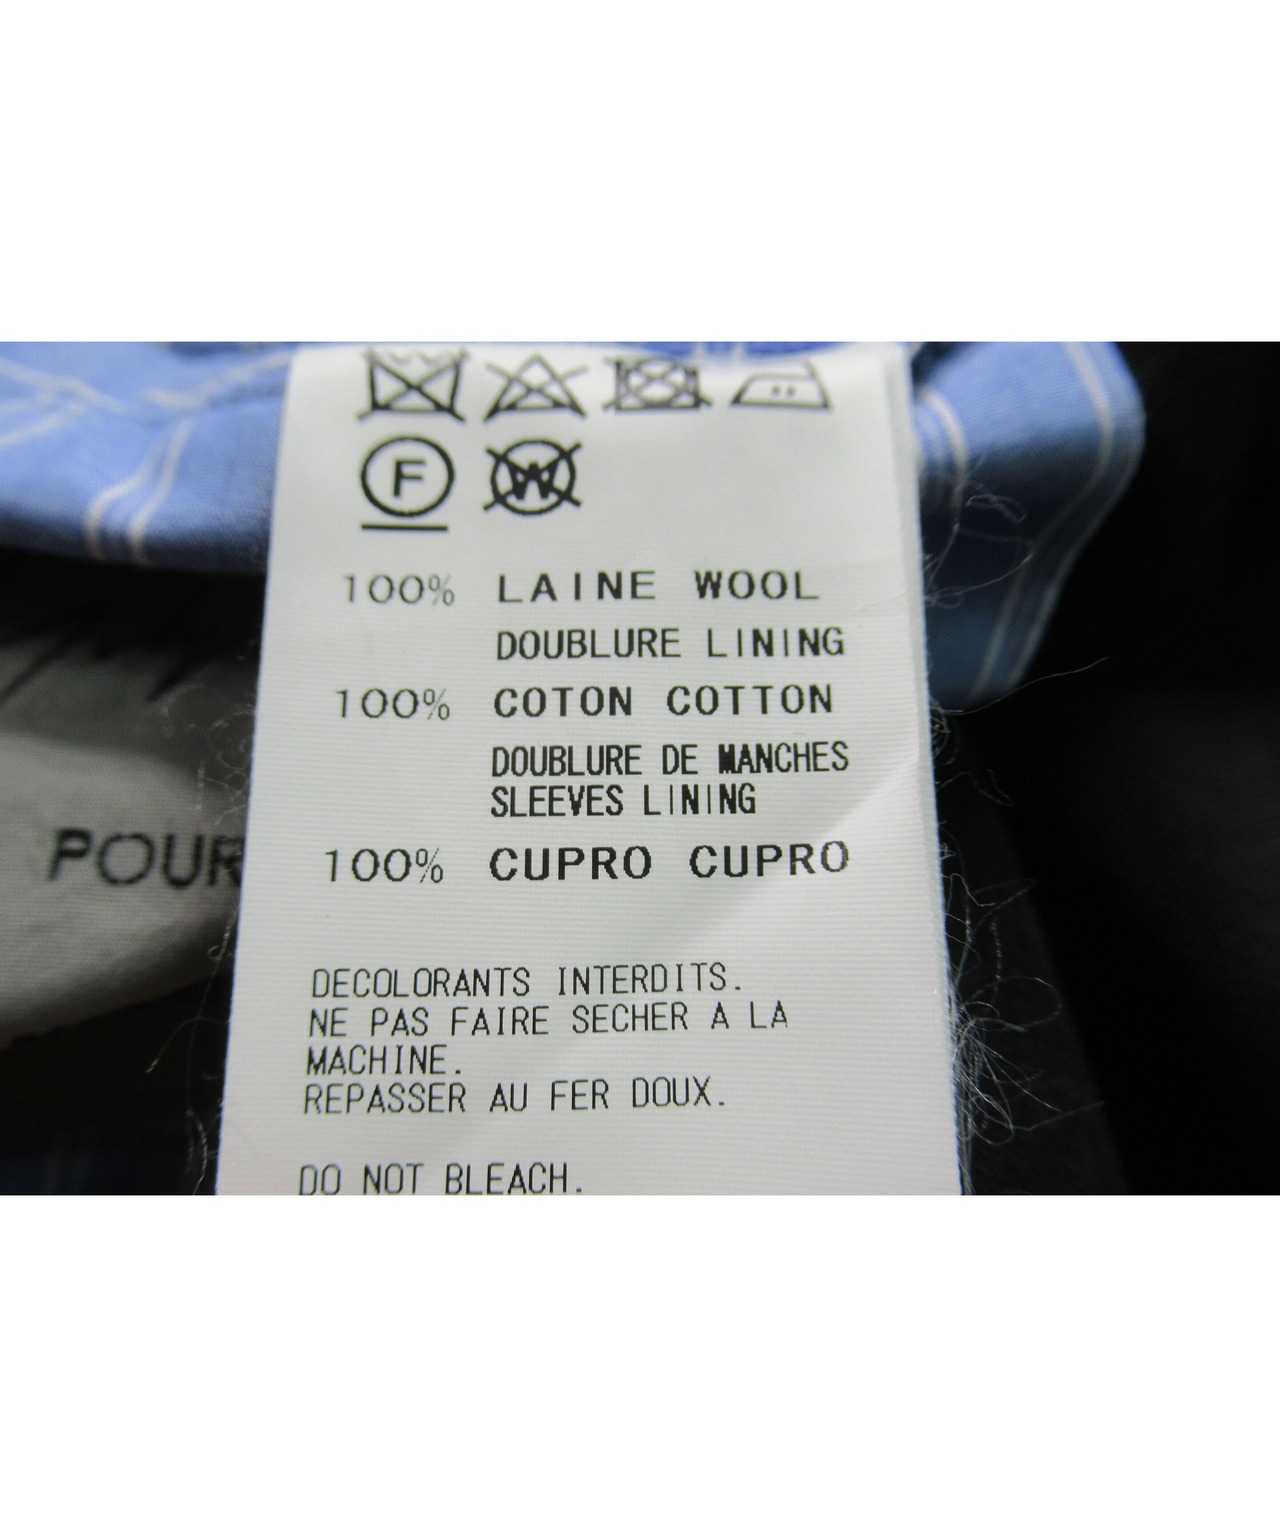 F W
100% LAINE WOOL
DOUBLURE LINING
100% COTON COTTON
DOUBLURE DE MANCHES
SLEEVES LINING
100% CUPRO CUPRO
DECOLORANTS INTERDITS.
NE PAS FAIRE SECHER A LA
MACHINE.
REPASSER AU FER DOUX.
DO NOT BLEACH.
POUR